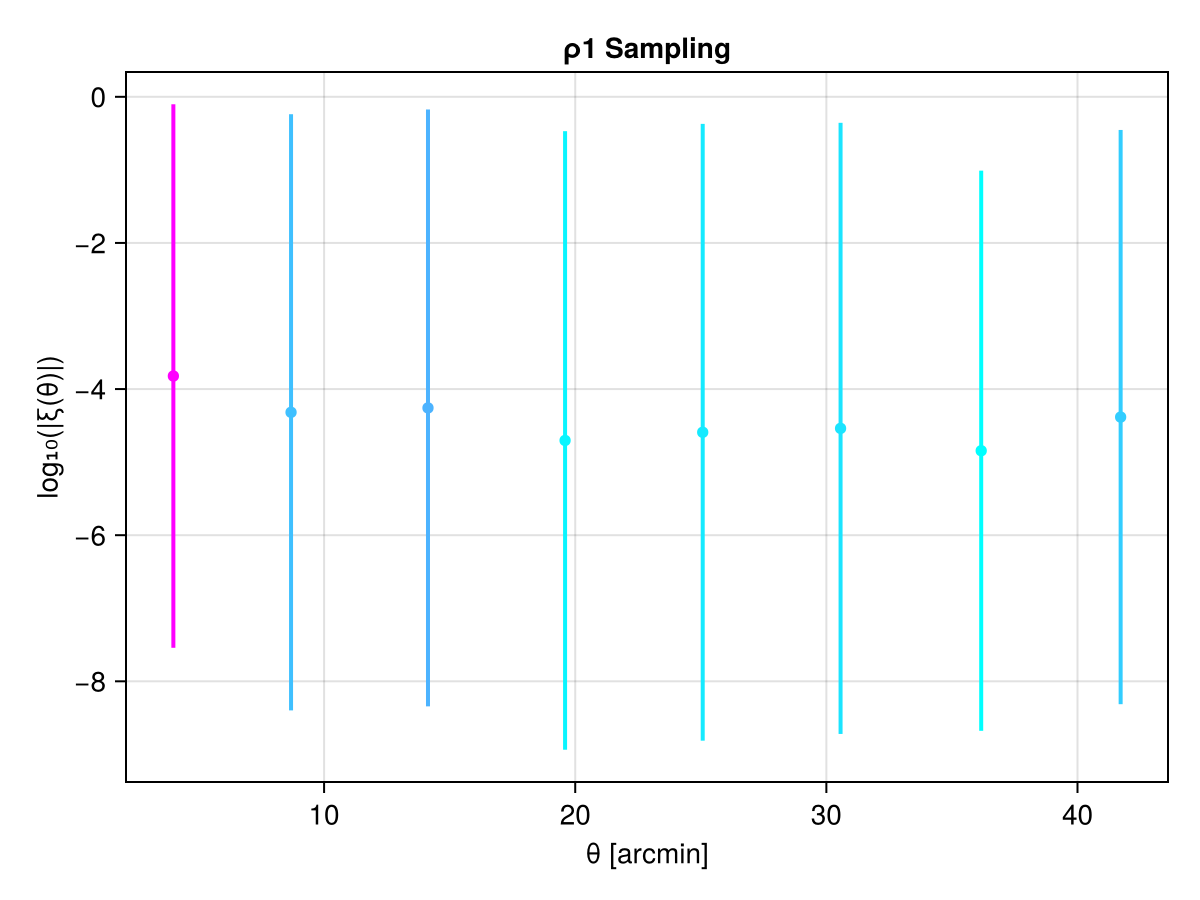 ρ1 Sampling
0
−2
−4
−6
−8
log₁₀(|ξ(θ)|)
10 20 30 40
θ [arcmin]